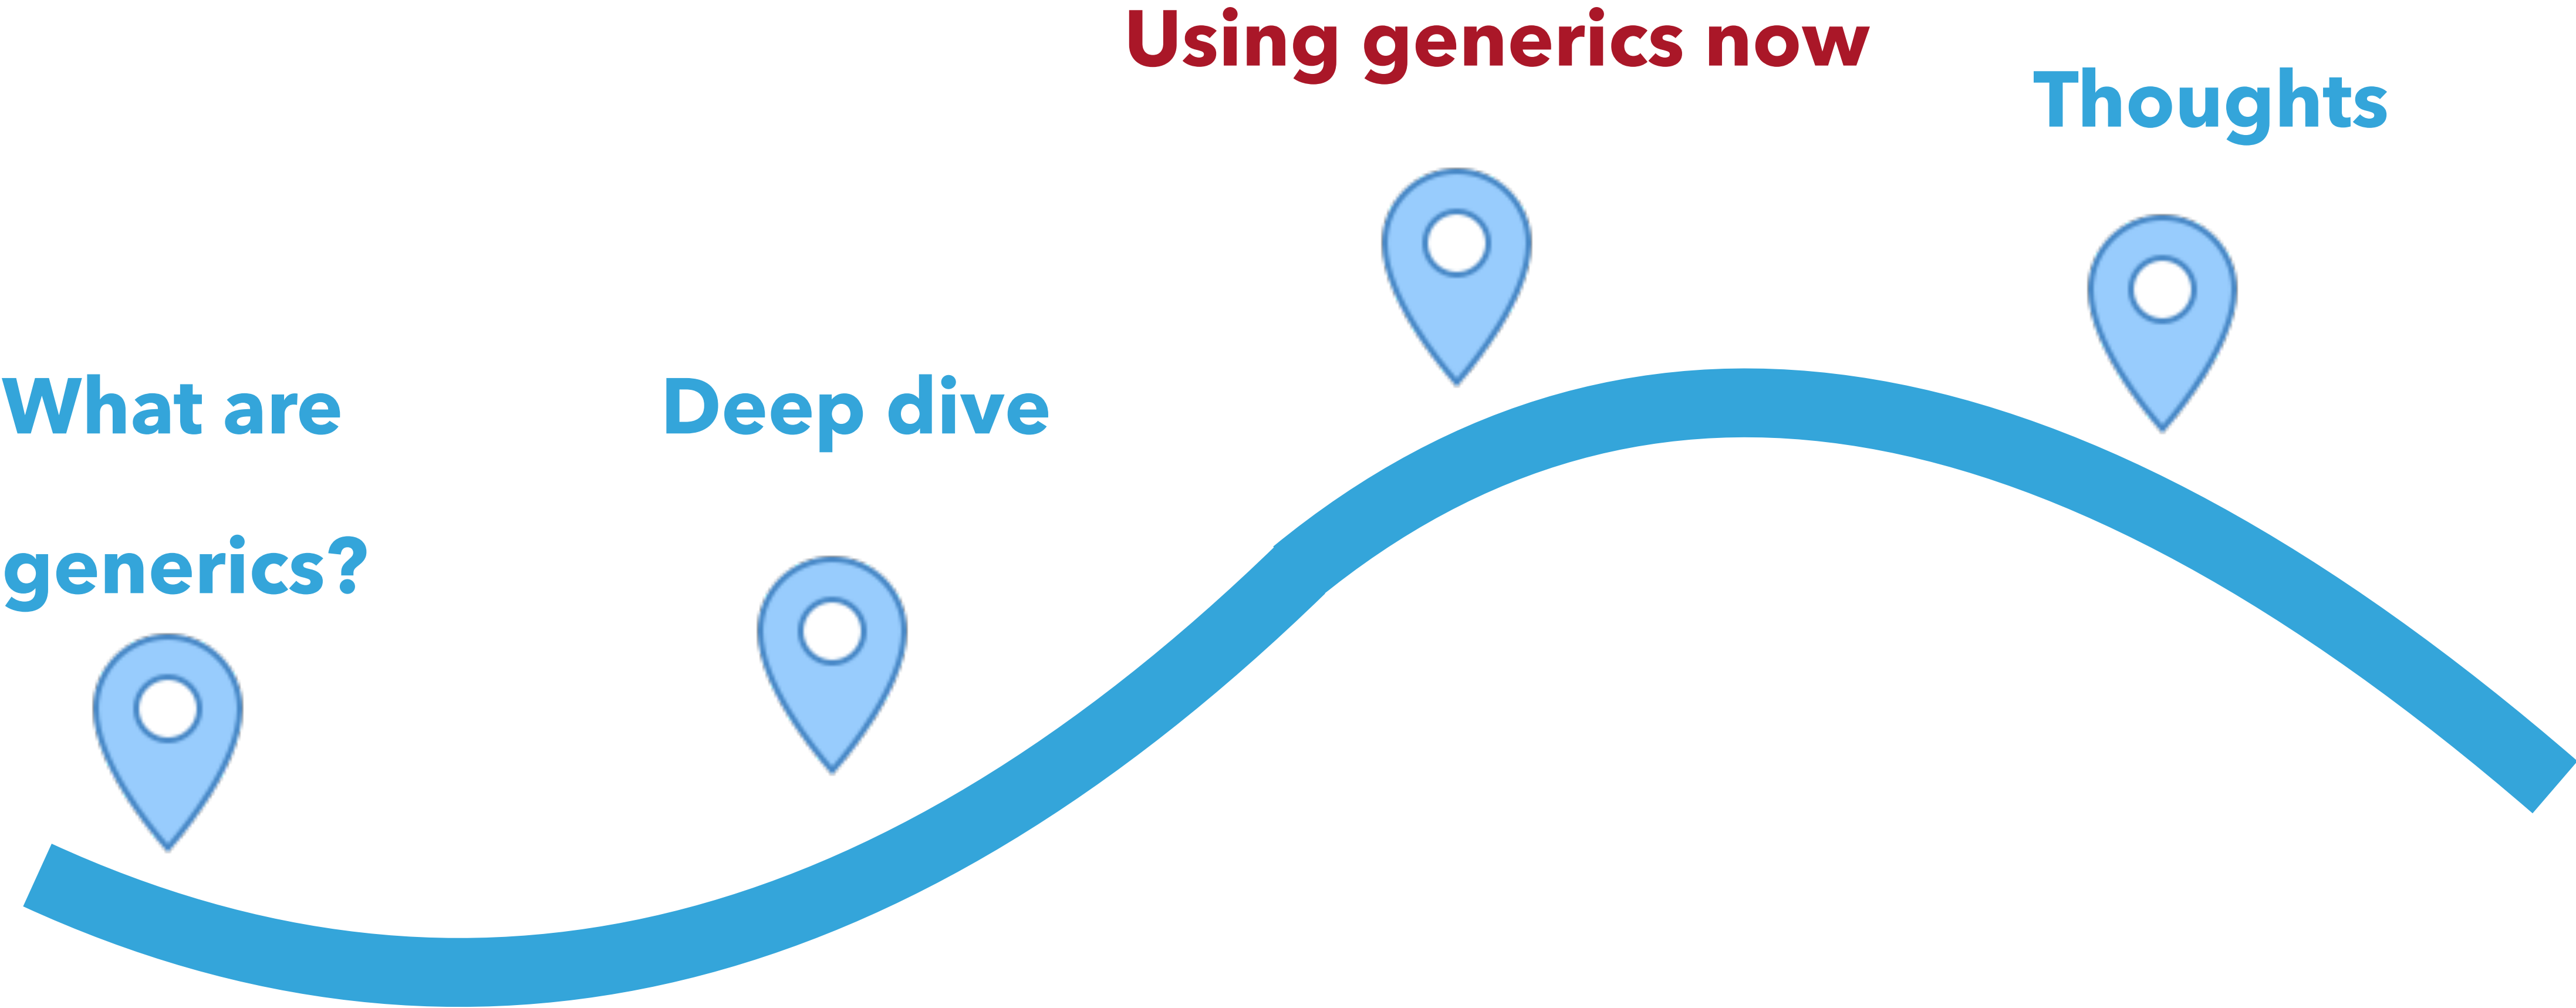 What are
generics?
Deep dive
Using generics now
Thoughts